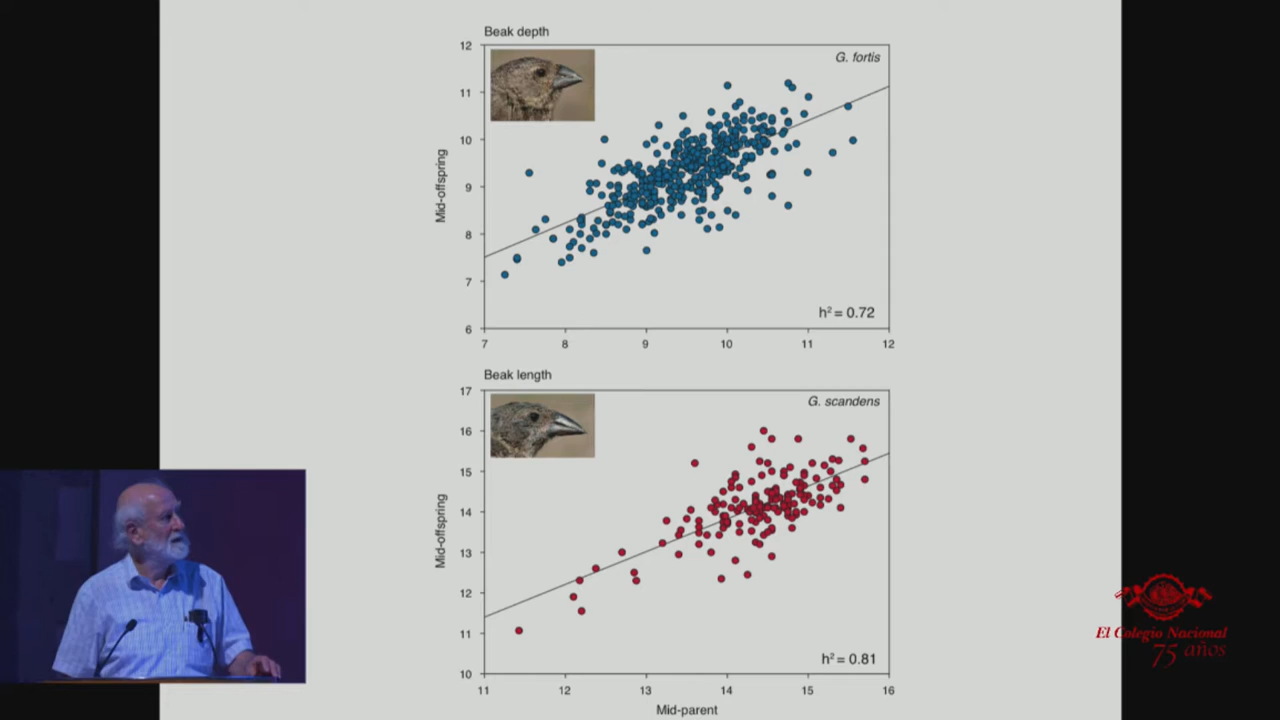 Beak depth
G. fortis
12
11
10
9
8
7
6
Mid-offspring
h² = 0.72
7 8 9 10 11 12
Beak length
G. scandens
17
16
15
14
13
12
11
10
Mid-offspring
h² = 0.81
11 12 13 14 15 16
Mid-parent
El Colegio Nacional
75 años